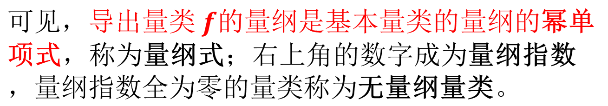 可见，导出量类 f 的量纲是基本量类的量纲的幂单
项式，称为量纲式；右上角的数字成为量纲指数
，量纲指数全为零的量类称为无量纲量类。